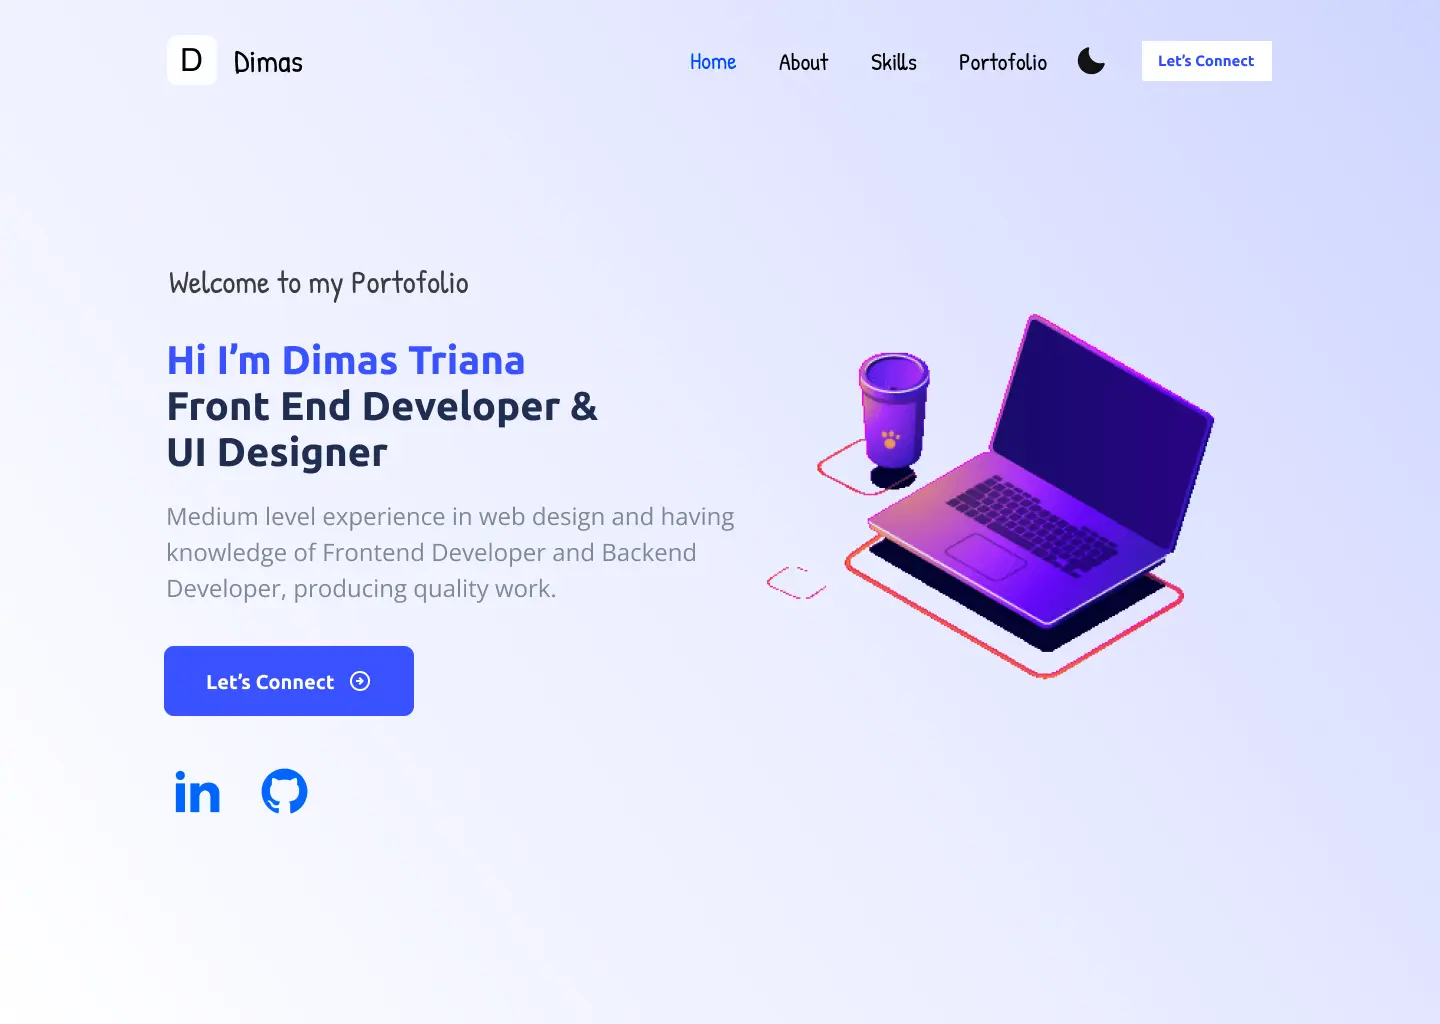 D Dimas Home About Skills Portofolio Let’s Connect
Welcome to my Portofolio
Hi I’m Dimas Triana
Front End Developer &
UI Designer
Medium level experience in web design and having
knowledge of Frontend Developer and Backend
Developer, producing quality work.
Let’s Connect
in